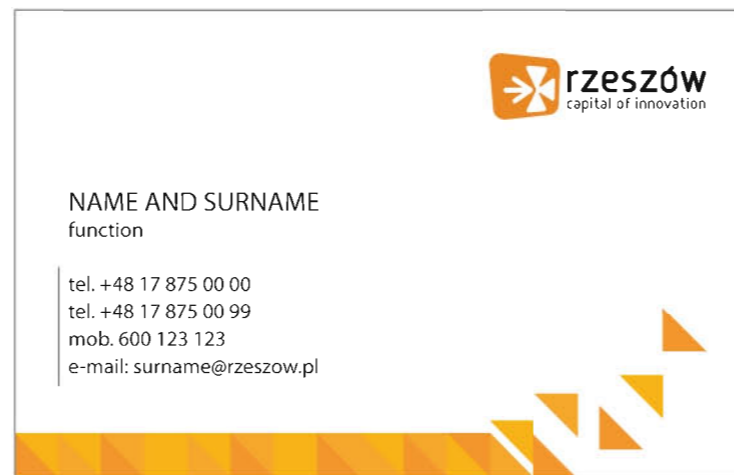 rzeszów
capital of innovation
NAME AND SURNAME
function
tel. +48 17 875 00 00
tel. +48 17 875 00 99
mob. 600 123 123
e-mail: surname@rzeszow.pl